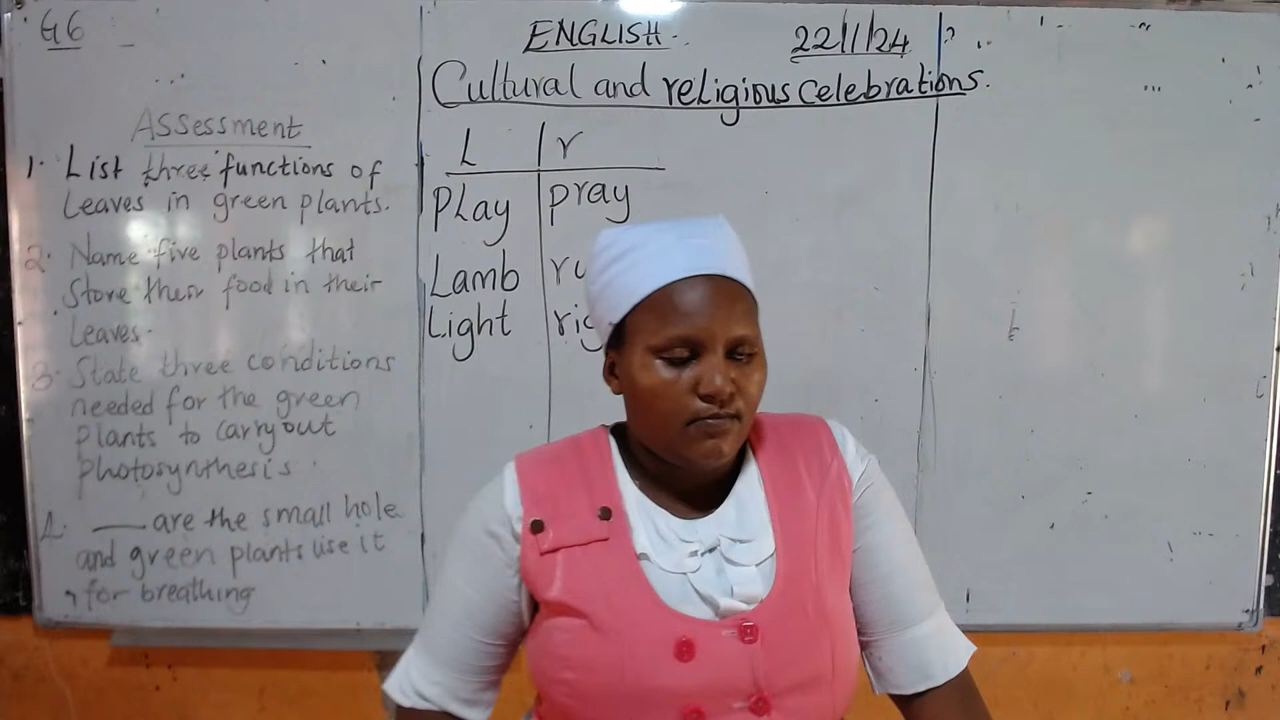 G6
Assessment
1. List three functions of
Leaves in green plants.
2. Name five plants that
Store their food in their
Leaves.
3. State three conditions
needed for the green
Plants to carry out
Photosynthesis.
4. ____ are the small hole
and green plants use it
for breathing
ENGLISH.
22/1/24
Cultural and religious celebrations.
L r
PLay pray
Lamb
Light